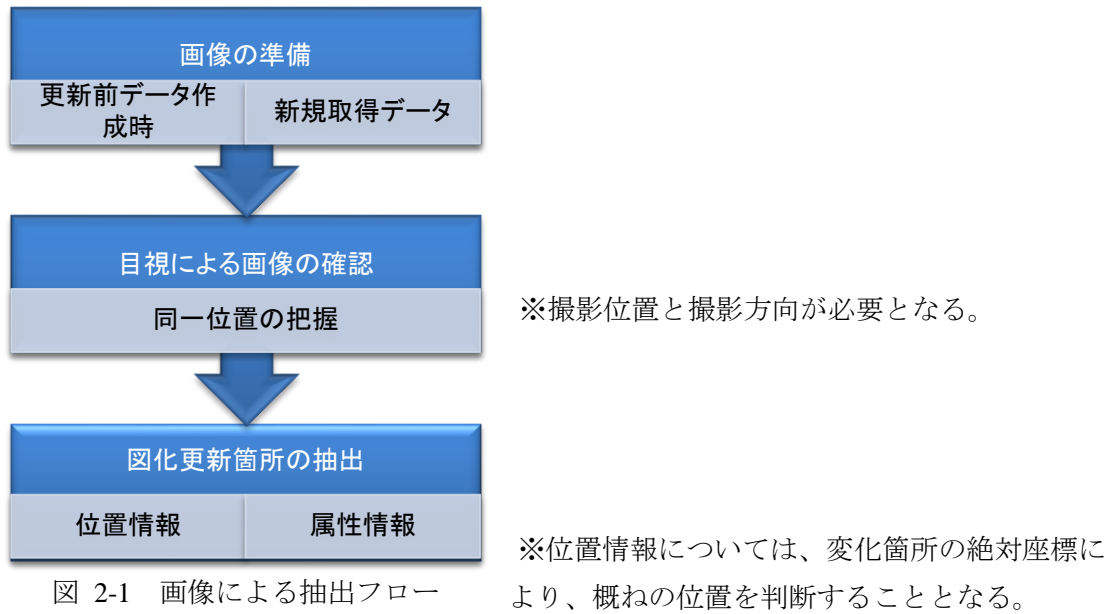 画像の準備
更新前データ作
成時
新規取得データ
目視による画像の確認
同一位置の把握
※撮影位置と撮影方向が必要となる。
図化更新箇所の抽出
位置情報
属性情報
※位置情報については、変化箇所の絶対座標に
より、概ねの位置を判断することとなる。
図 2-1 画像による抽出フロー